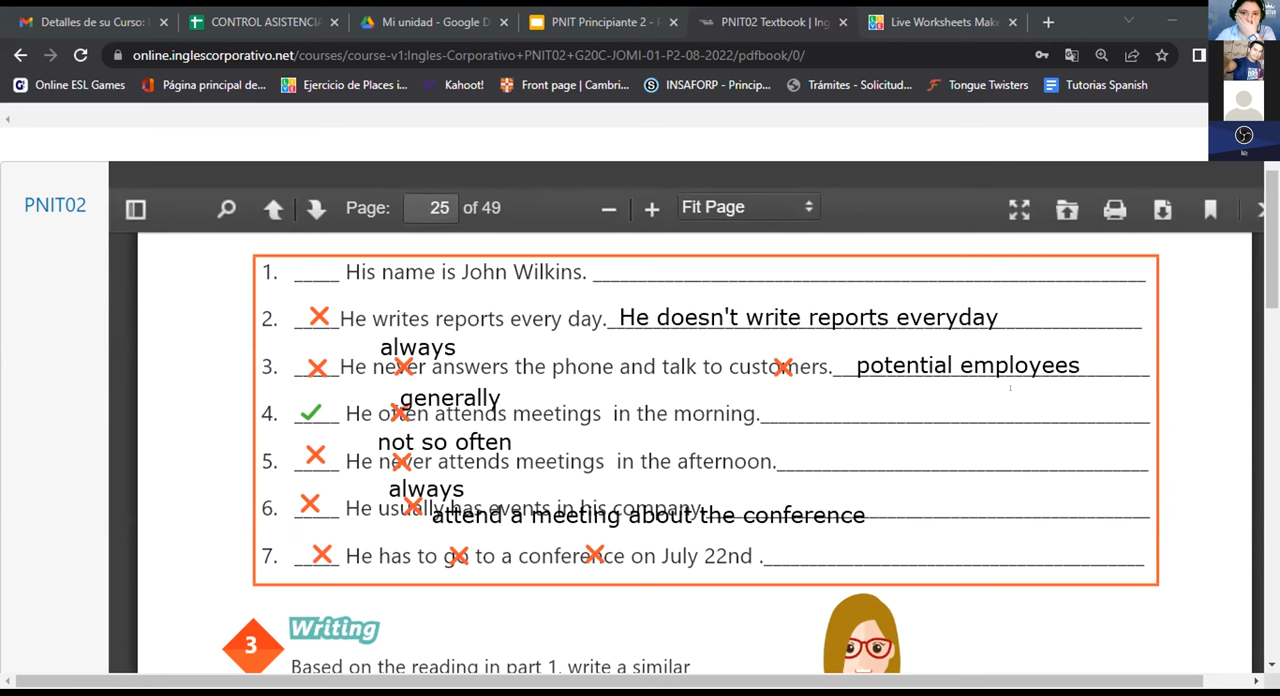 Detalles de su Curso:
CONTROL ASISTENCIA
Mi unidad - Google D
PNIT Principiante 2 -
PNIT02 Textbook | Ing
Live Worksheets Make
online.inglescorporativo.net/courses/course-v1:Ingles-Corporativo+PNIT02+G20C-JOMI-01-P2-08-2022/pdfbook/0/
Online ESL Games
Página principal de...
Ejercicio de Places i...
Kahoot!
Front page | Cambri...
INSAFORP - Princip...
Trámites - Solicitud...
Tongue Twisters
Tutorias Spanish
PNIT02
Page: 25 of 49
Fit Page
1. _____ His name is John Wilkins.
2. _____ He writes reports every day. He doesn't write reports everyday
always
3. _____ He never answers the phone and talk to customers. potential employees
generally
4. _____ He often attends meetings in the morning.
not so often
5. _____ He never attends meetings in the afternoon.
always
6. _____ He usually has events in his company.
attend a meeting about the conference
7. _____ He has to go to a conference on July 22nd .
3
Writing
Based on the reading in part 1, write a similar